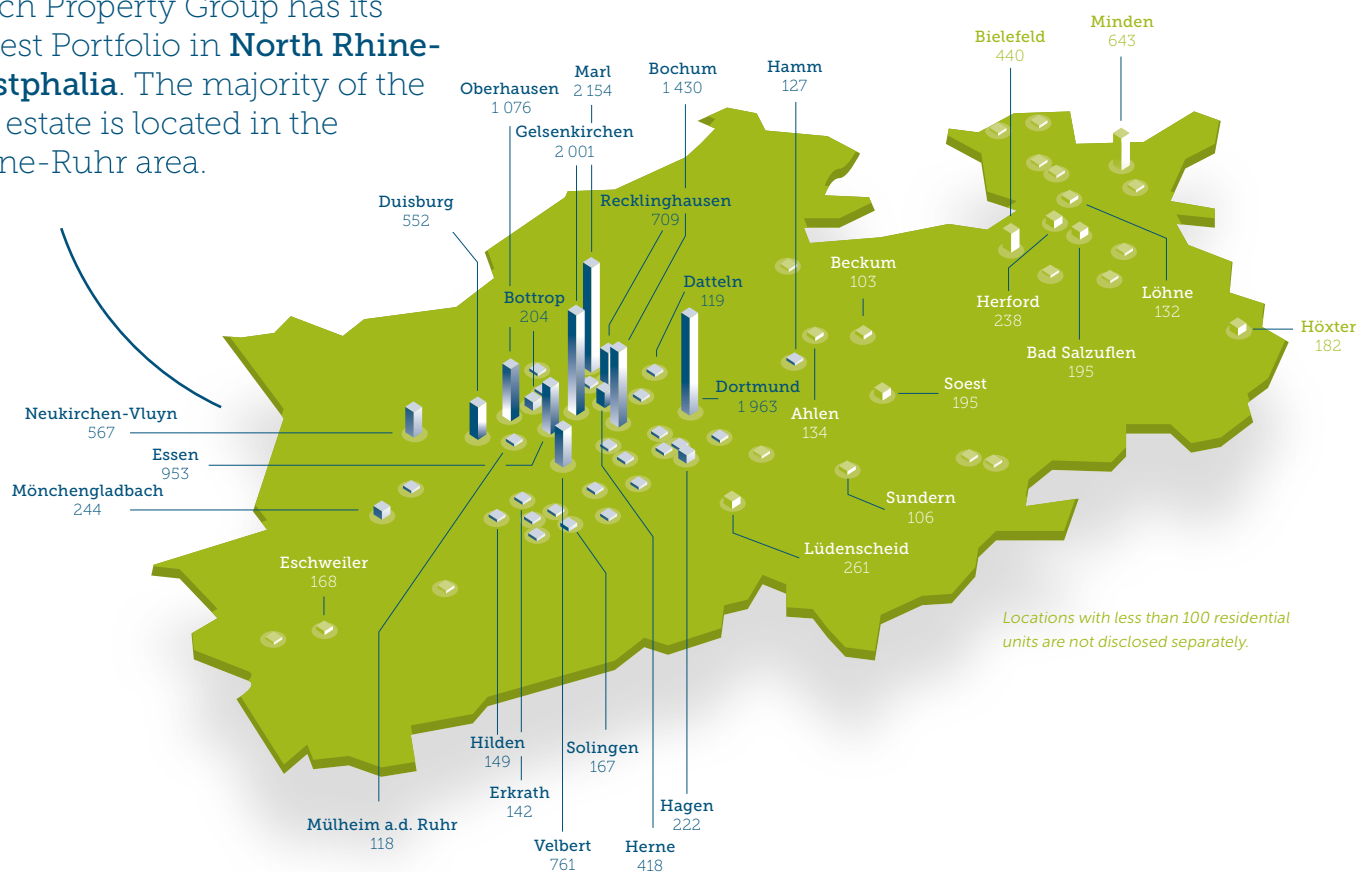 Property Group has its
Portfolio in North Rhine-
The majority of the
estate is located in the
area.
Minden
643
Bielefeld
440
Marl
2 154
Bochum
1 430
Hamm
127
Oberhausen
1 076
Gelsenkirchen
2 001
Duisburg
552
Recklinghausen
709
Beckum
103
Datteln
119
Bottrop
204
Herford
238
Löhne
132
Höxter
182
Bad Salzuflen
195
Dortmund
1 963
Soest
195
Ahlen
134
Neukirchen-Vluyn
567
Essen
953
Mönchengladbach
244
Sundern
106
Lüdenscheid
261
Eschweiler
168
Locations with less than 100 residential
units are not disclosed separately.
Hilden
149
Solingen
167
Erkrath
142
Hagen
222
Mülheim a.d. Ruhr
118
Velbert
761
Herne
418